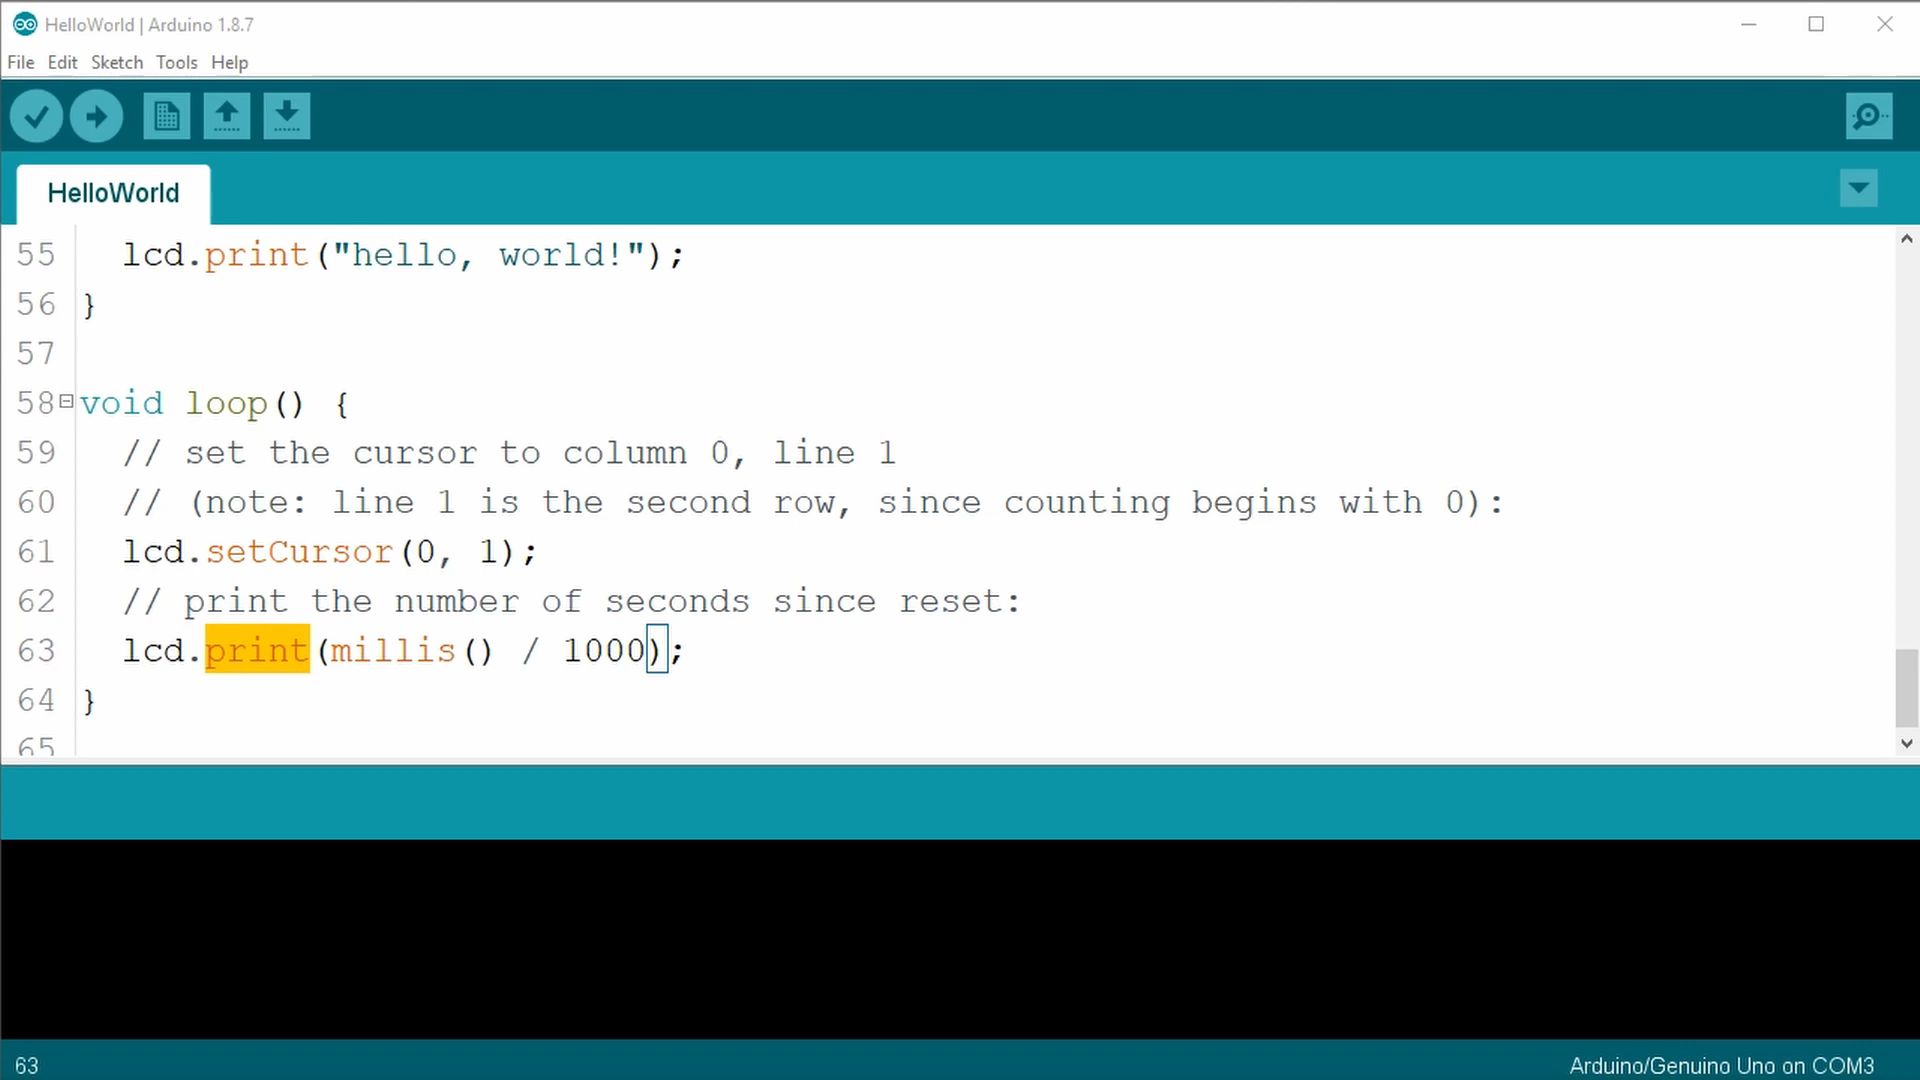 HelloWorld | Arduino 1.8.7
File Edit Sketch Tools Help
HelloWorld
55 lcd.print("hello, world!");
56 }
57
58 void loop() {
59 // set the cursor to column 0, line 1
60 // (note: line 1 is the second row, since counting begins with 0):
61 lcd.setCursor(0, 1);
62 // print the number of seconds since reset:
63 lcd.print(millis() / 1000);
64 }
65
63 Arduino/Genuino Uno on COM3